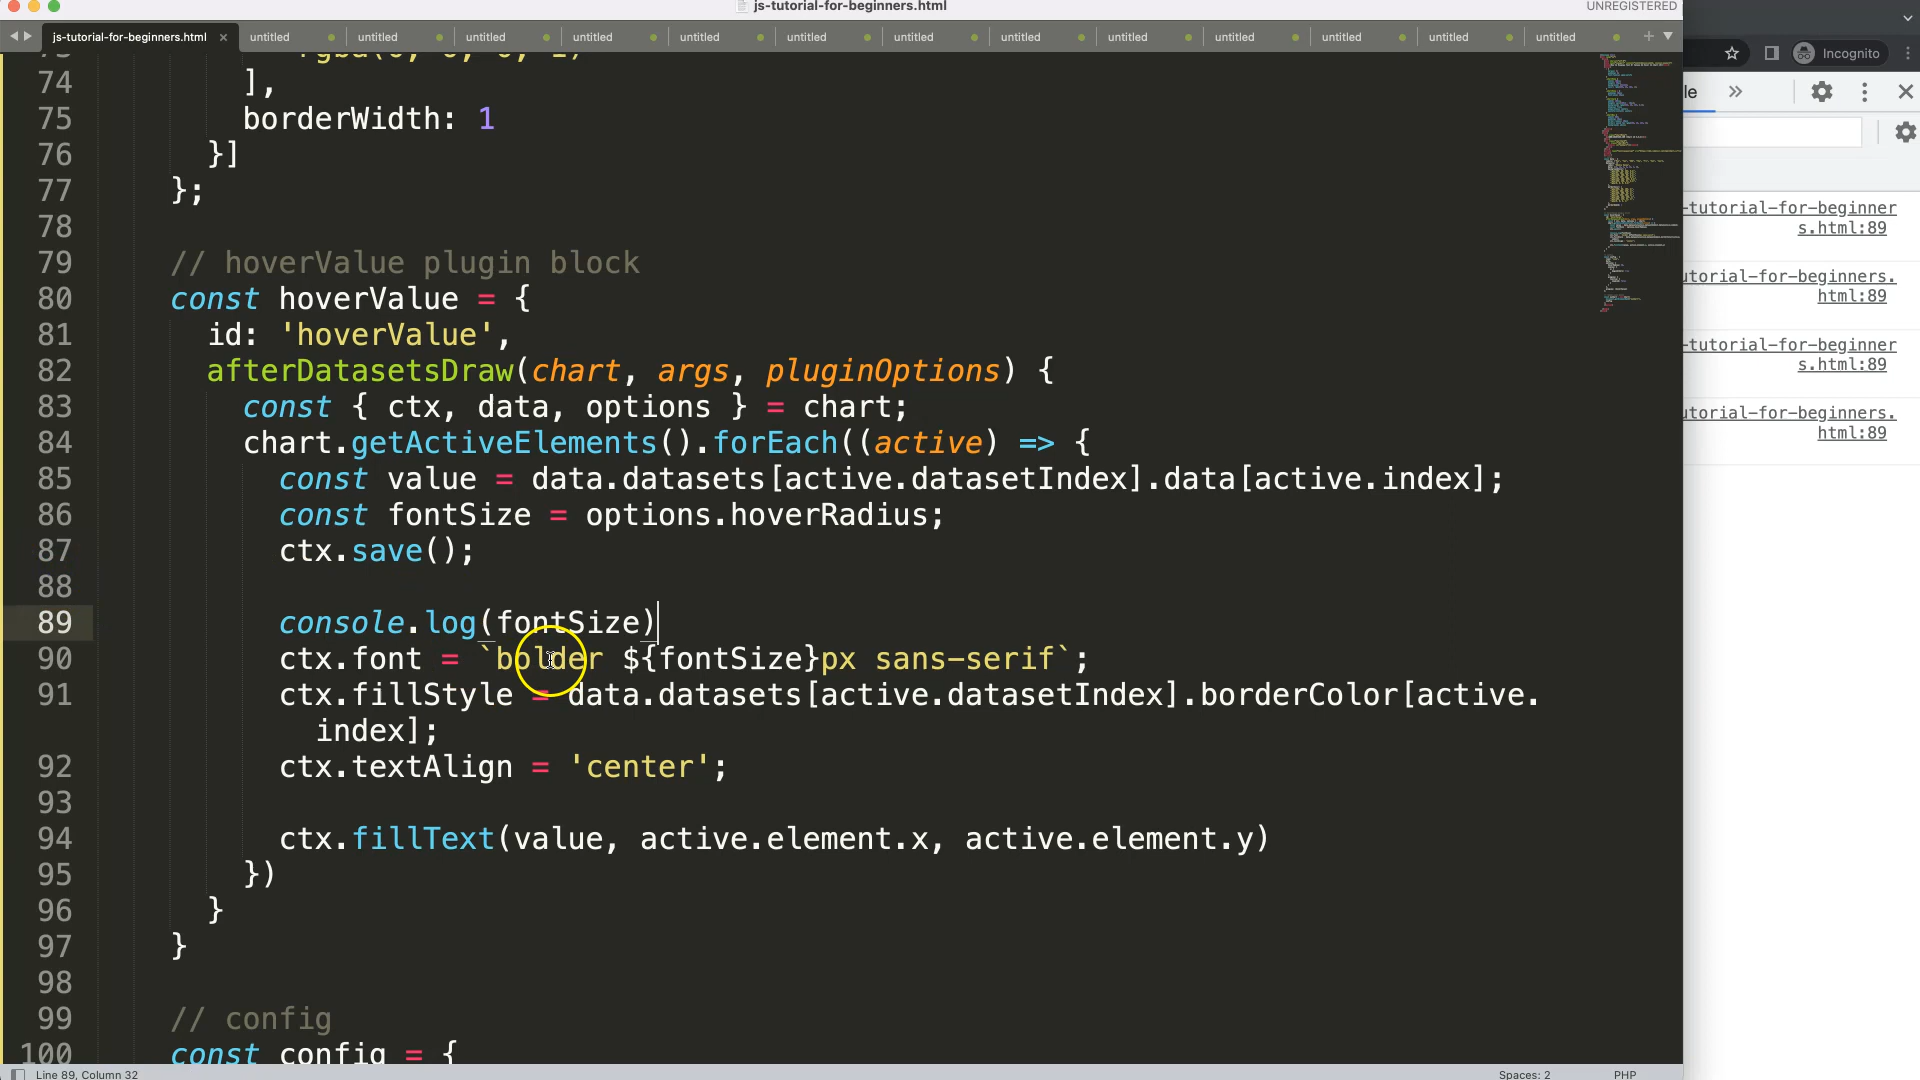 js-tutorial-for-beginners.html
UNREGISTERED
js-tutorial-for-beginners.html × untitled untitled untitled untitled untitled untitled untitled untitled untitled untitled untitled untitled untitled
Incognito
74 ],
75 borderWidth: 1
76 }]
77 };
78
79 // hoverValue plugin block
80 const hoverValue = {
81 id: 'hoverValue',
82 afterDatasetsDraw(chart, args, pluginOptions) {
83 const { ctx, data, options } = chart;
84 chart.getActiveElements().forEach((active) => {
85 const value = data.datasets[active.datasetIndex].data[active.index];
86 const fontSize = options.hoverRadius;
87 ctx.save();
88
89 console.log(fontSize)
90 ctx.font = `bolder ${fontSize}px sans-serif`;
91 ctx.fillStyle = data.datasets[active.datasetIndex].borderColor[active.
index];
92 ctx.textAlign = 'center';
93
94 ctx.fillText(value, active.element.x, active.element.y)
95 })
96 }
97 }
98
99 // config
100 const config = {
le
-tutorial-for-beginner
s.html:89
utorial-for-beginners.
html:89
-tutorial-for-beginner
s.html:89
utorial-for-beginners.
html:89
Line 89, Column 32
Spaces: 2
PHP